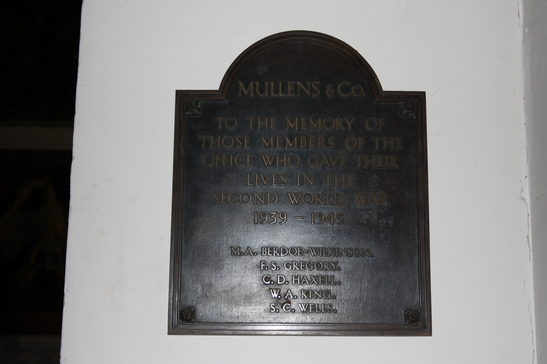 MULLENS & CO.
TO THE MEMORY OF
THOSE MEMBERS OF THE
OFFICE WHO GAVE THEIR
LIVES IN THE
SECOND WORLD WAR
1939 – 1945
M.A. BERDOE-WILKINSON.
F. S. GREGORY.
C. D. HAXELL.
W. A. KING.
S. C. WELLS.